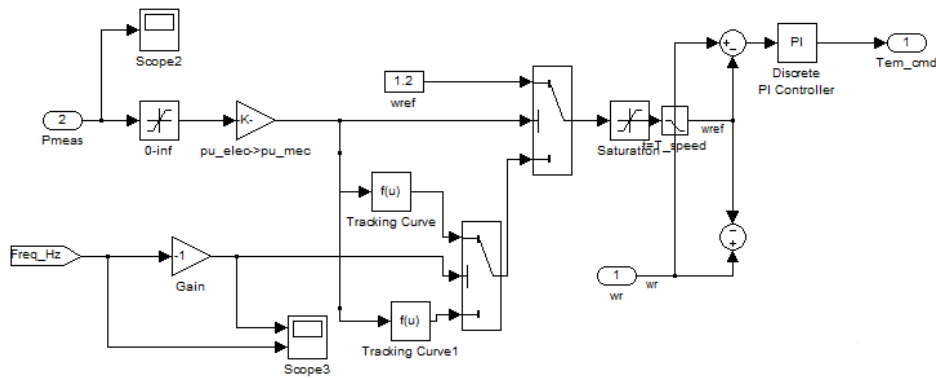 Scope2
2
Pmeas
0-inf
-K-
pu_elec->pu_mec
1.2
wref
Saturation
t=T_speed
wref
+
−
PI
Discrete
PI Controller
1
Tem_cmd
f(u)
Tracking Curve
Freq_Hz
-1
Gain
f(u)
Tracking Curve1
Scope3
−
+
1
wr
wr